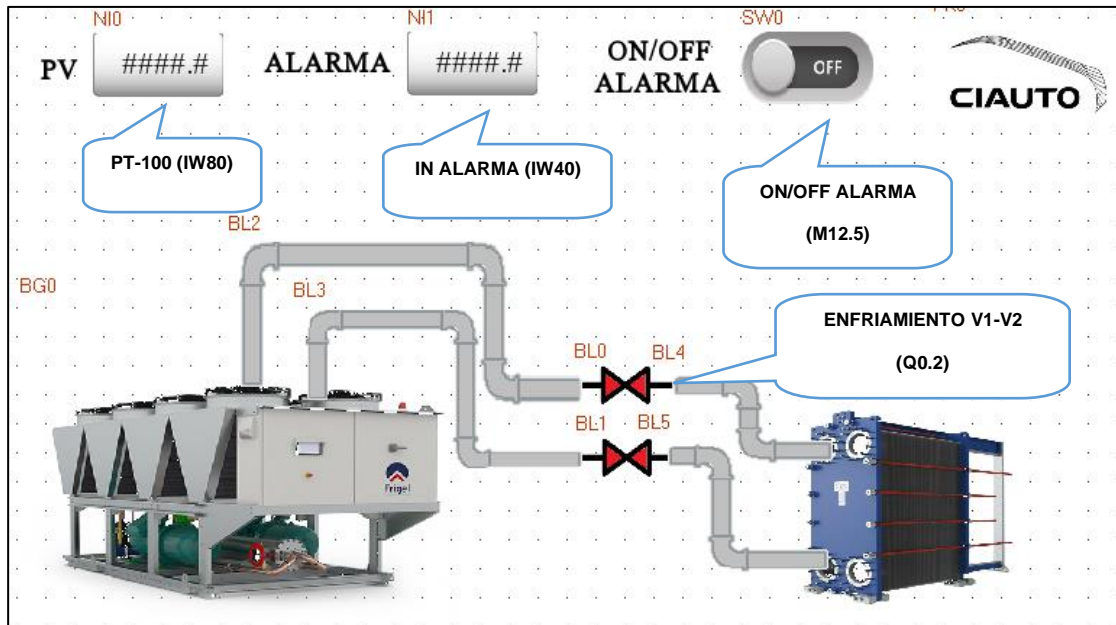 NI0
NI1
SW0
PV
####.#
ALARMA
####.#
ON/OFF
ALARMA
OFF
CIAUTO
PT-100 (IW80)
IN ALARMA (IW40)
ON/OFF ALARMA
(M12.5)
BL2
BG0
BL3
ENFRIAMIENTO V1-V2
(Q0.2)
BL0
BL4
BL1
BL5
Frigel